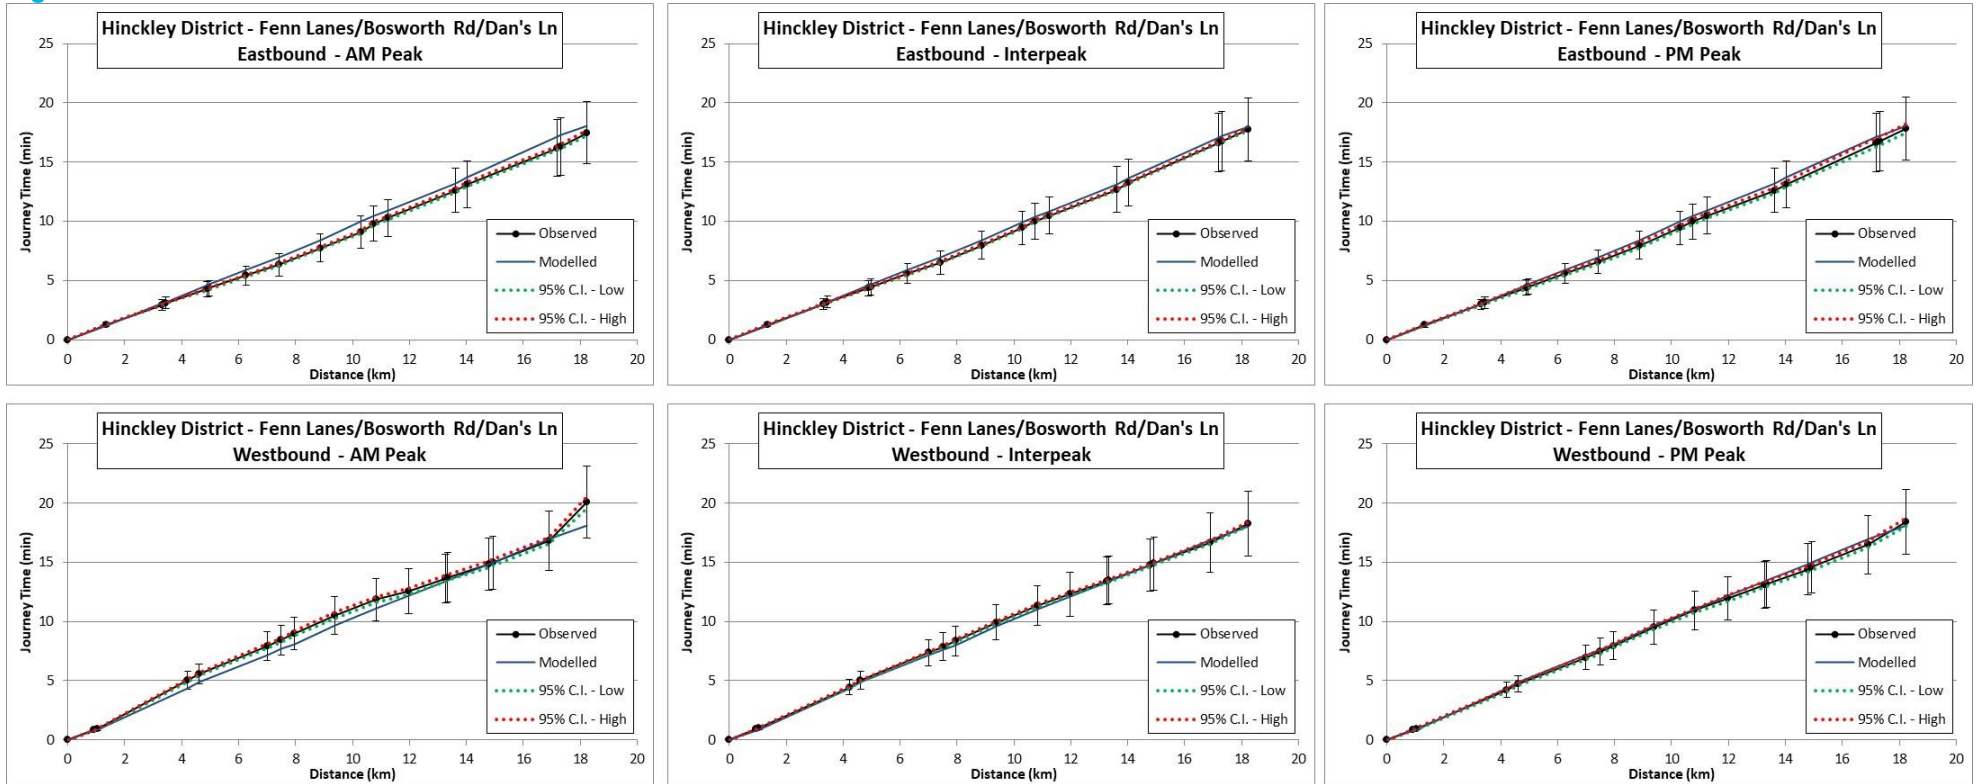 Hinckley District - Fenn Lanes/Bosworth Rd/Dan's Ln
Eastbound - AM Peak
Journey Time (min)
25
20
15
10
5
0
0 2 4 6 8 10 12 14 16 18 20
Distance (km)
Observed
Modelled
95% C.I. - Low
95% C.I. - High
Hinckley District - Fenn Lanes/Bosworth Rd/Dan's Ln
Eastbound - Interpeak
Journey Time (min)
25
20
15
10
5
0
0 2 4 6 8 10 12 14 16 18 20
Distance (km)
Observed
Modelled
95% C.I. - Low
95% C.I. - High
Hinckley District - Fenn Lanes/Bosworth Rd/Dan's Ln
Eastbound - PM Peak
Journey Time (min)
25
20
15
10
5
0
0 2 4 6 8 10 12 14 16 18 20
Distance (km)
Observed
Modelled
95% C.I. - Low
95% C.I. - High
Hinckley District - Fenn Lanes/Bosworth Rd/Dan's Ln
Westbound - AM Peak
Journey Time (min)
25
20
15
10
5
0
0 2 4 6 8 10 12 14 16 18 20
Distance (km)
Observed
Modelled
95% C.I. - Low
95% C.I. - High
Hinckley District - Fenn Lanes/Bosworth Rd/Dan's Ln
Westbound - Interpeak
Journey Time (min)
25
20
15
10
5
0
0 2 4 6 8 10 12 14 16 18 20
Distance (km)
Observed
Modelled
95% C.I. - Low
95% C.I. - High
Hinckley District - Fenn Lanes/Bosworth Rd/Dan's Ln
Westbound - PM Peak
Journey Time (min)
25
20
15
10
5
0
0 2 4 6 8 10 12 14 16 18 20
Distance (km)
Observed
Modelled
95% C.I. - Low
95% C.I. - High